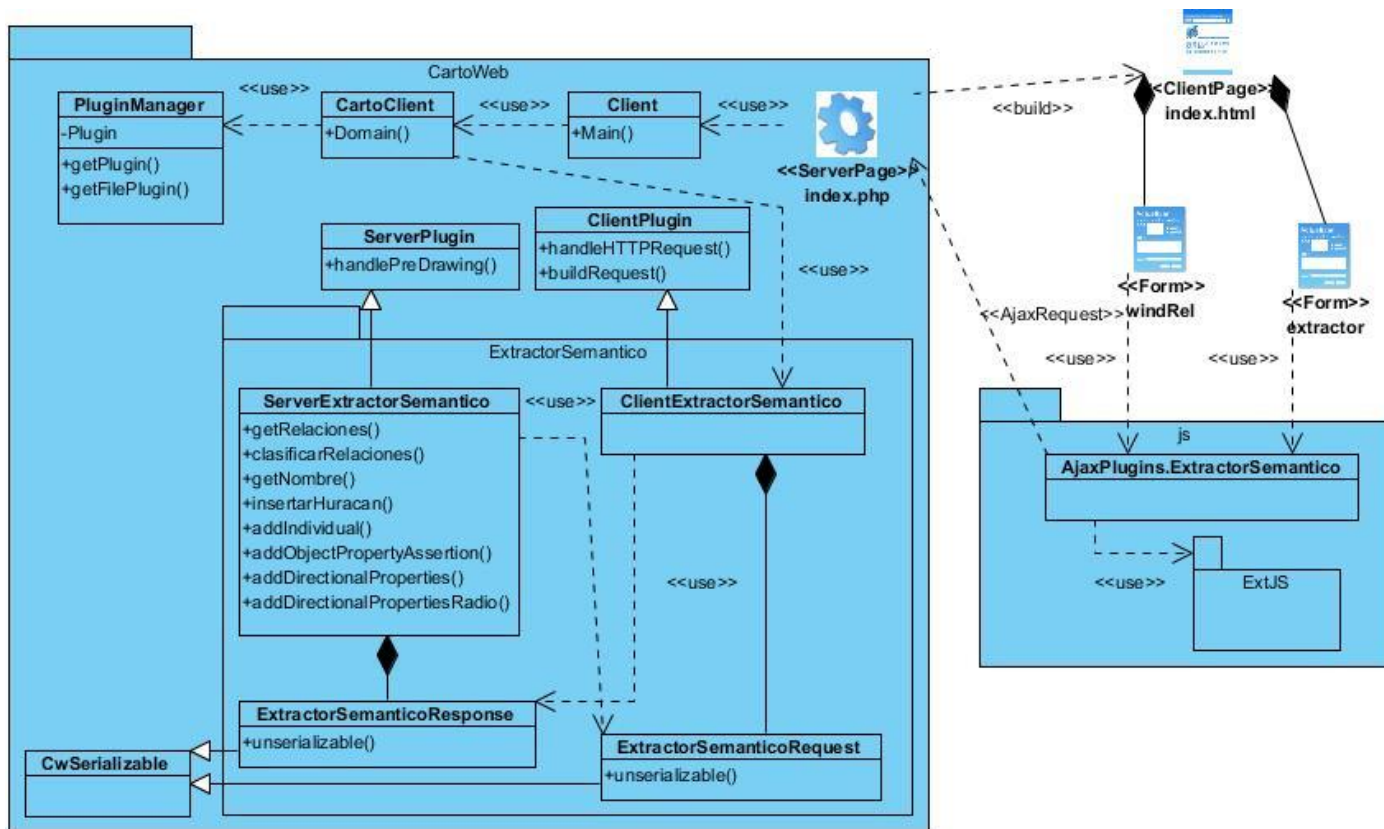 CartoWeb
PluginManager
-Plugin
+getPlugin()
+getFilePlugin()
<<use>>
CartoClient
+Domain()
<<use>>
Client
+Main()
<<use>>
<<ServerPage>>
index.php
<<build>>
<<ClientPage>>
index.html
ServerPlugin
+handlePreDrawing()
ClientPlugin
+handleHTTPRequest()
+buildRequest()
<<use>>
<<Form>>
windRel
<<Form>>
extractor
<<AjaxRequest>>
<<use>>
<<use>>
ExtractorSemantico
ServerExtractorSemantico
+getRelaciones()
+clasificarRelaciones()
+getNombre()
+insertarHuracan()
+addIndividual()
+addObjectPropertyAssertion()
+addDirectionalProperties()
+addDirectionalPropertiesRadio()
<<use>>
ClientExtractorSemantico
<<use>>
js
AjaxPlugins.ExtractorSemantico
<<use>>
ExtJS
ExtractorSemanticoResponse
+unserializable()
ExtractorSemanticoRequest
+unserializable()
CwSerializable